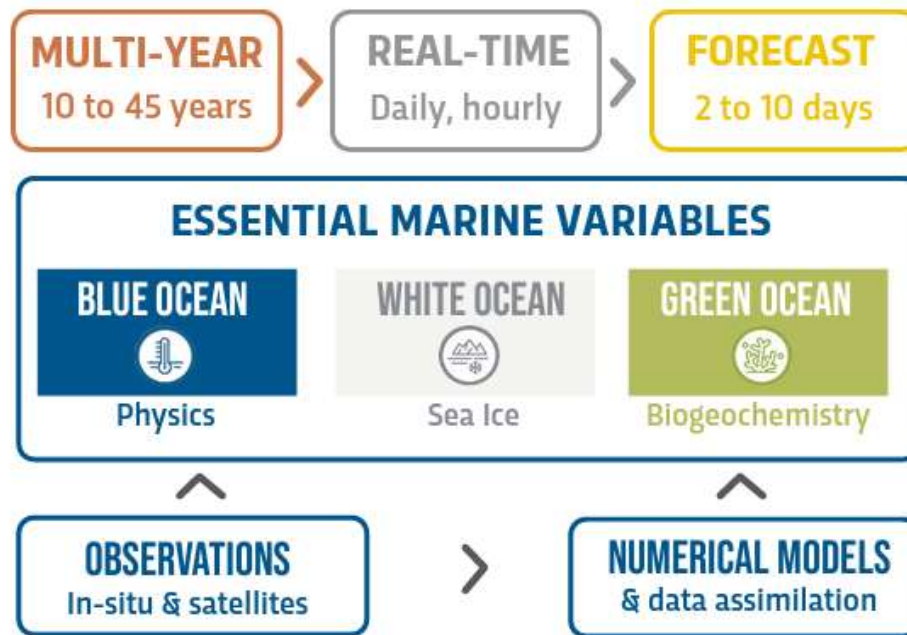 MULTI-YEAR
10 to 45 years
REAL-TIME
Daily, hourly
FORECAST
2 to 10 days
ESSENTIAL MARINE VARIABLES
BLUE OCEAN
Physics
WHITE OCEAN
Sea Ice
GREEN OCEAN
Biogeochemistry
OBSERVATIONS
In-situ & satellites
NUMERICAL MODELS
& data assimilation